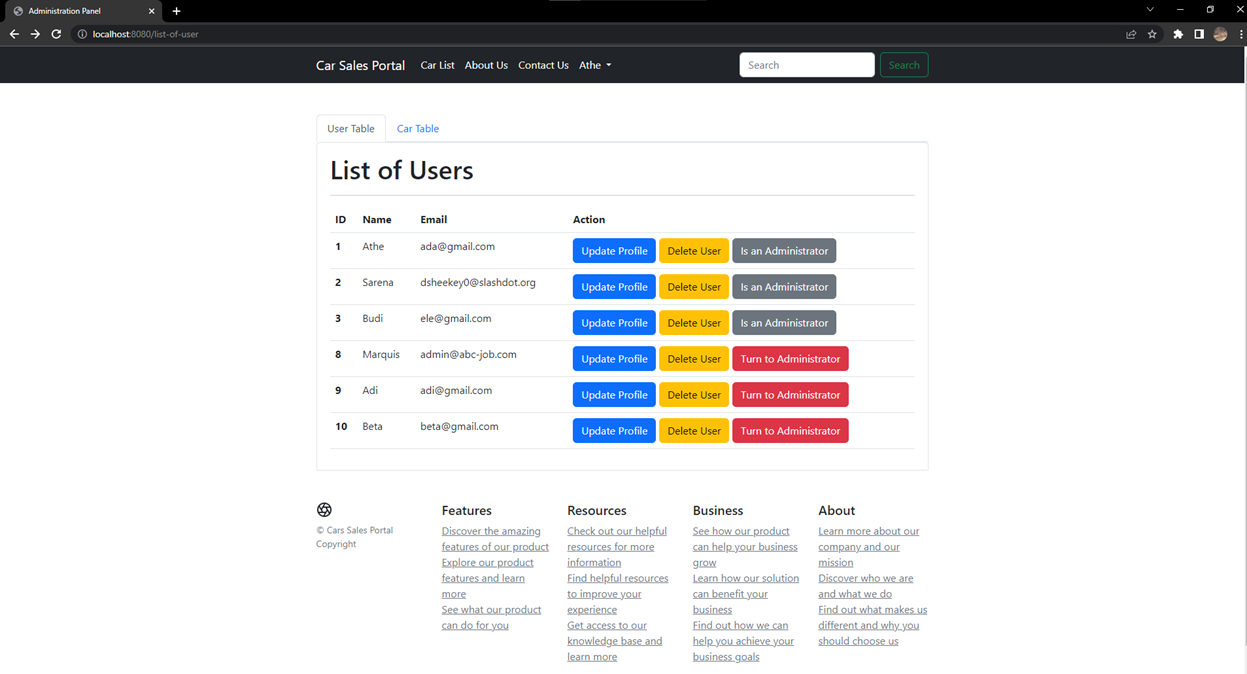 Administration Panel
localhost:8080/list-of-user
Car Sales Portal Car List About Us Contact Us Athe Search Search
User Table Car Table
List of Users
ID Name Email Action
1 Athe ada@gmail.com Update Profile Delete User Is an Administrator
2 Sarena dsheekey0@slashdot.org Update Profile Delete User Is an Administrator
3 Budi ele@gmail.com Update Profile Delete User Is an Administrator
8 Marquis admin@abc-job.com Update Profile Delete User Turn to Administrator
9 Adi adi@gmail.com Update Profile Delete User Turn to Administrator
10 Beta beta@gmail.com Update Profile Delete User Turn to Administrator
© Cars Sales Portal
Copyright
Features
Discover the amazing
features of our product
Explore our product
features and learn
more
See what our product
can do for you
Resources
Check out our helpful
resources for more
information
Find helpful resources
to improve your
experience
Get access to our
knowledge base and
learn more
Business
See how our product
can help your business
grow
Learn how our solution
can benefit your
business
Find out how we can
help you achieve your
business goals
About
Learn more about our
company and our
mission
Discover who we are
and what we do
Find out what makes us
different and why you
should choose us